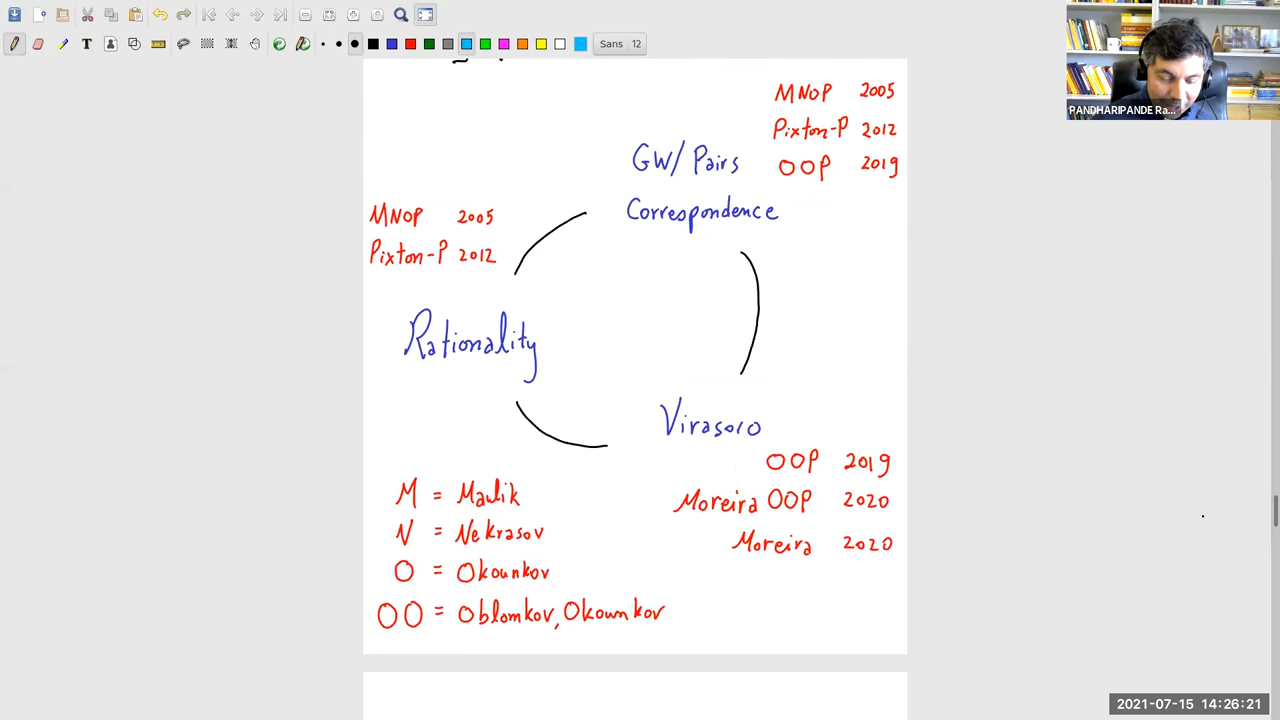 Sans 12
PANDHARIPANDE Ra...
MNOP 2005
Pixton-P 2012
GW/Pairs OOP 2019
Correspondence
MNOP 2005
Pixton-P 2012
Rationality
Virasoro
OOP 2019
Moreira OOP 2020
Moreira 2020
M = Maulik
N = Nekrasov
O = Okounkov
OO = Oblomkov, Okounkov
2021-07-15 14:26:21